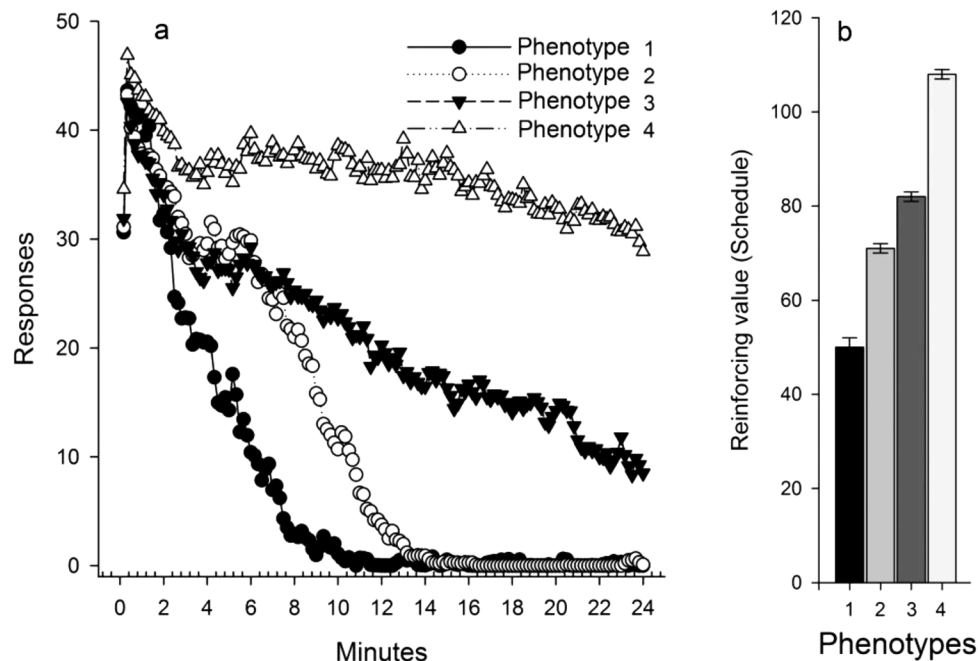 a
50
40
30
20
10
0
Responses
Phenotype 1
Phenotype 2
Phenotype 3
Phenotype 4
0 2 4 6 8 10 12 14 16 18 20 22 24
Minutes
b
120
100
80
60
40
20
0
Reinforcing value (Schedule)
1 2 3 4
Phenotypes